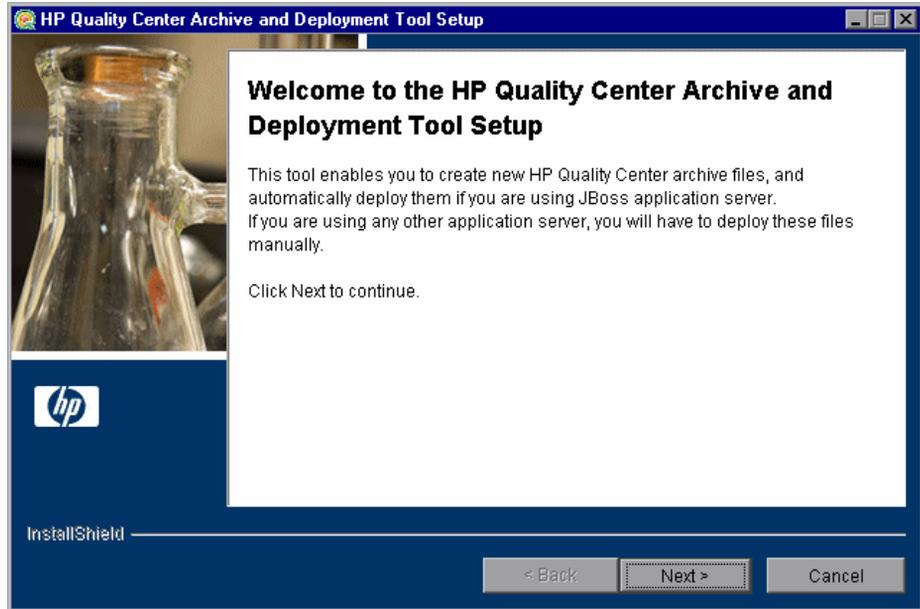 HP Quality Center Archive and Deployment Tool Setup
Welcome to the HP Quality Center Archive and
Deployment Tool Setup
This tool enables you to create new HP Quality Center archive files, and
automatically deploy them if you are using JBoss application server.
If you are using any other application server, you will have to deploy these files
manually.
Click Next to continue.
hp
InstallShield
< Back
Next >
Cancel